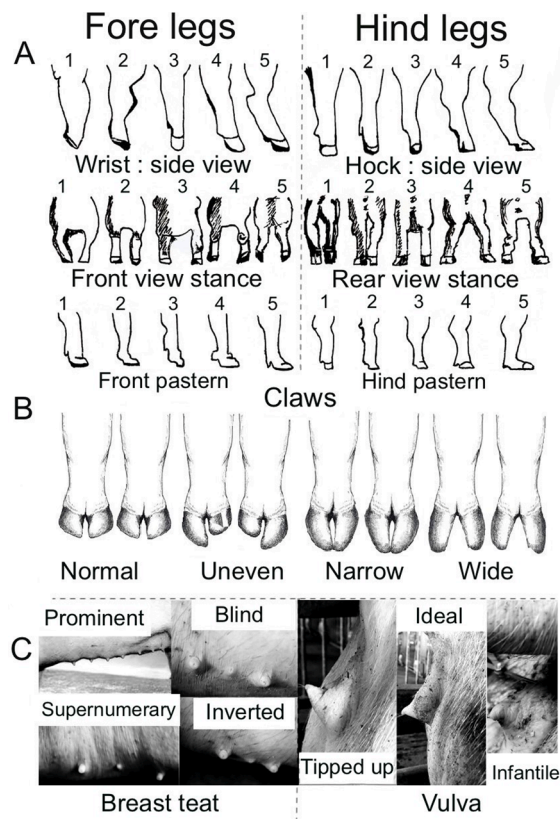 Fore legs Hind legs
A
1 2 3 4 5 1 2 3 4 5
Wrist : side view Hock : side view
1 2 3 4 5 1 2 3 4 5
Front view stance Rear view stance
1 2 3 4 5 1 2 3 4 5
Front pastern Hind pastern
B
Claws
Normal Uneven Narrow Wide
C
Prominent Blind Ideal
Supernumerary Inverted
Tipped up Infantile
Breast teat Vulva